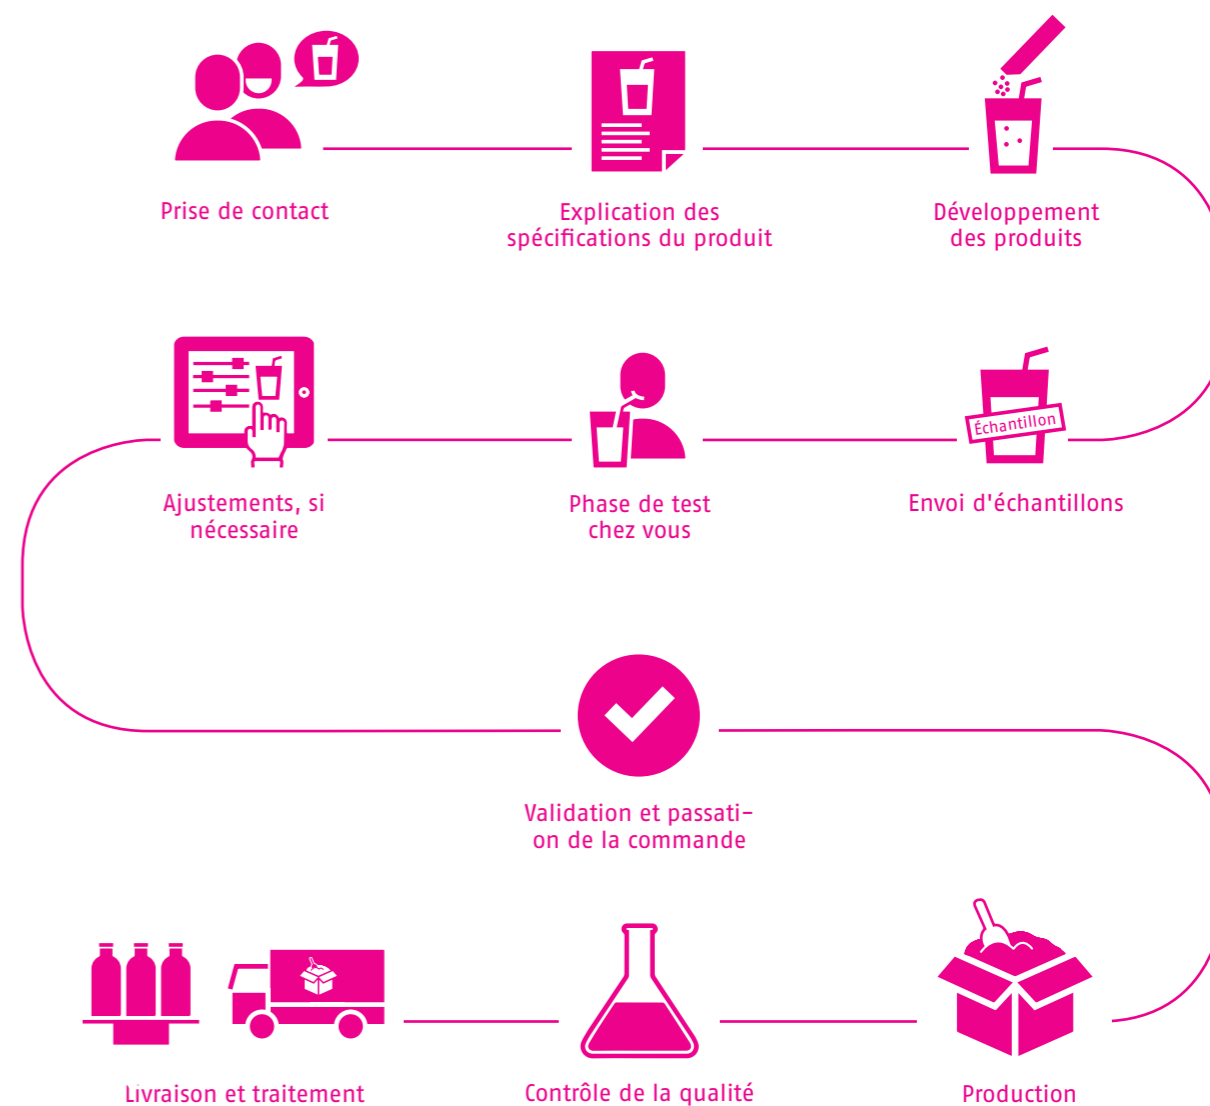 Prise de contact
Explication des
spécifications du produit
Développement
des produits
Échantillon
Envoi d'échantillons
Phase de test
chez vous
Ajustements, si
nécessaire
Validation et passati-
on de la commande
Production
Contrôle de la qualité
Livraison et traitement